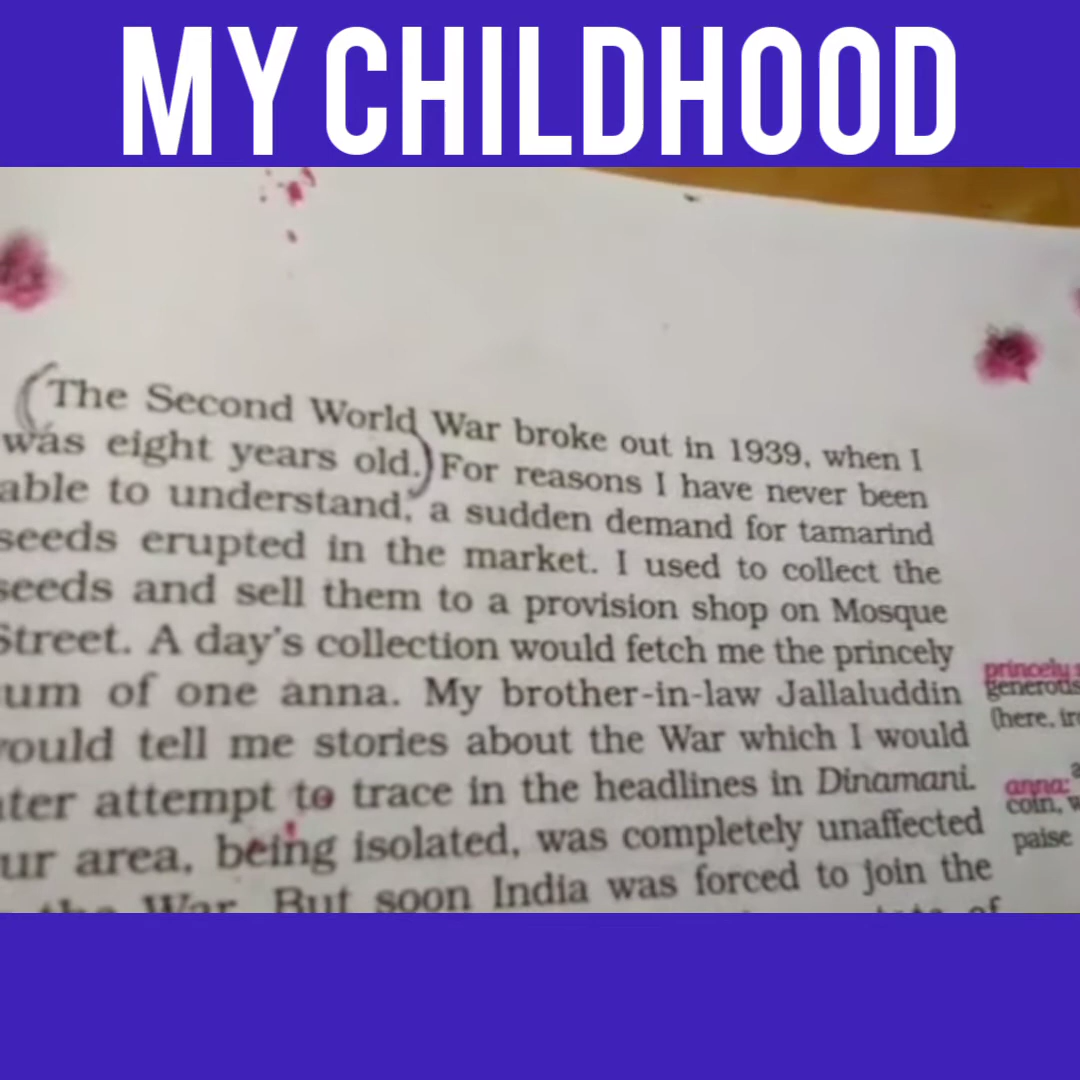 MY CHILDHOOD
The Second World War broke out in 1939, when I
was eight years old. For reasons I have never been
able to understand, a sudden demand for tamarind
seeds erupted in the market. I used to collect the
seeds and sell them to a provision shop on Mosque
Street. A day's collection would fetch me the princely
um of one anna. My brother-in-law Jallaluddin
ould tell me stories about the War which I would
ter attempt to trace in the headlines in Dinamani.
ur area, being isolated, was completely unaffected
the War. But soon India was forced to join the
of
princely
generous
(here,
anna:
coin,
paise